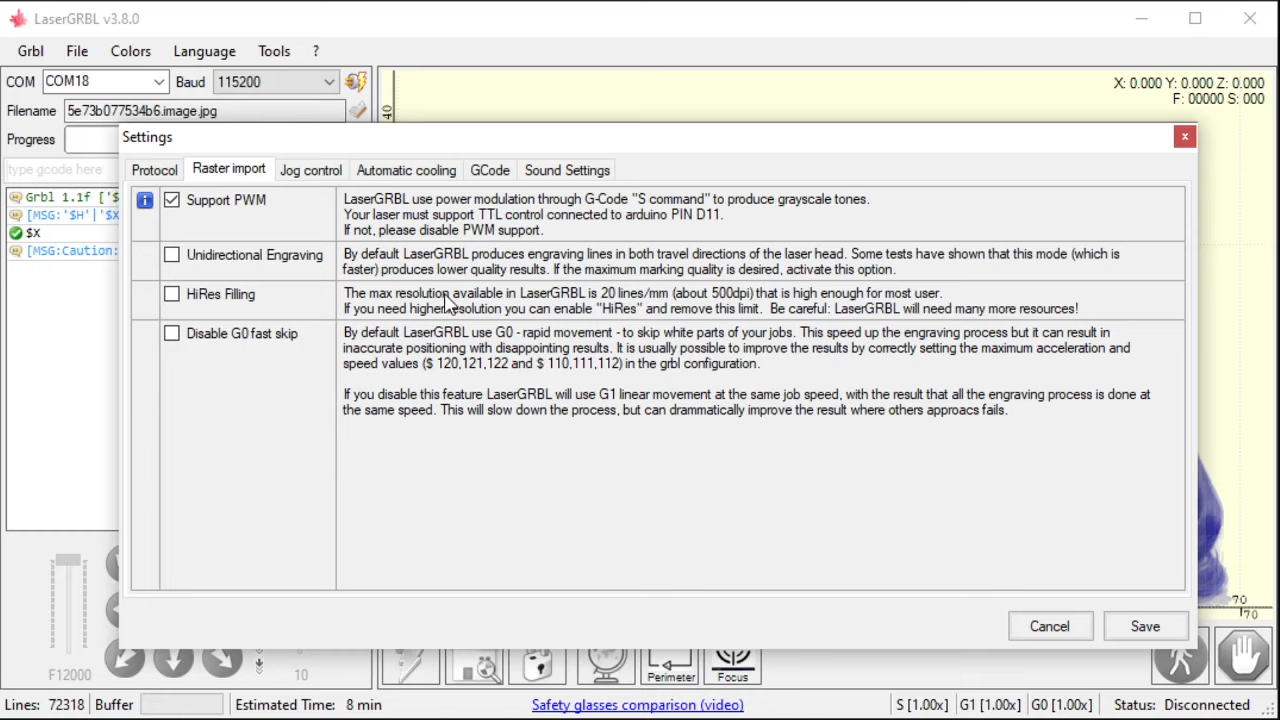 LaserGRBL v3.8.0
Grbl File Colors Language Tools ?
COM COM18 Baud 115200
X: 0.000 Y: 0.000 Z: 0.000
F: 00000 S: 000
Filename 5e73b077534b6.image.jpg
40
Progress
Settings
type gcode here
Protocol Raster import Jog control Automatic cooling GCode Sound Settings
Grbl 1.1f ['$
[MSG:'$H'|'$X
$X
[MSG:Caution:
Support PWM
LaserGRBL use power modulation through G-Code "S command" to produce grayscale tones.
Your laser must support TTL control connected to arduino PIN D11.
If not, please disable PWM support.
Unidirectional Engraving
By default LaserGRBL produces engraving lines in both travel directions of the laser head. Some tests have shown that this mode (which is
faster) produces lower quality results. If the maximum marking quality is desired, activate this option.
HiRes Filling
The max resolution available in LaserGRBL is 20 lines/mm (about 500dpi) that is high enough for most user.
If you need higher resolution you can enable "HiRes" and remove this limit. Be careful: LaserGRBL will need many more resources!
Disable G0 fast skip
By default LaserGRBL use G0 - rapid movement - to skip white parts of your jobs. This speed up the engraving process but it can result in
inaccurate positioning with disappointing results. It is usually possible to improve the results by correctly setting the maximum acceleration and
speed values ($ 120,121,122 and $ 110,111,112) in the grbl configuration.
If you disable this feature LaserGRBL will use G1 linear movement at the same job speed, with the result that all the engraving process is done at
the same speed. This will slow down the process, but can drammatically improve the result where others approacs fails.
Cancel Save
70
70
F12000
10
Perimeter
Focus
Lines: 72318 Buffer Estimated Time: 8 min Safety glasses comparison (video) S [1.00x] G1 [1.00x] G0 [1.00x] Status: Disconnected